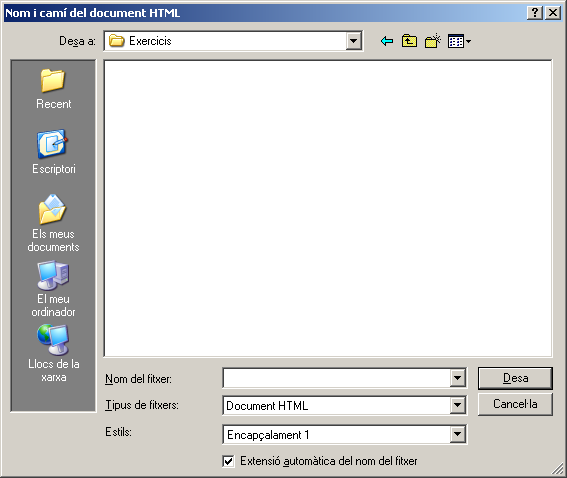 Nom i camí del document HTML
Desa a:
Exercicis
Recent
Escriptori
Els meus
documents
El meu
ordinador
Llocs de la
xarxa
Nom del fitxer:
Desa
Tipus de fitxers:
Document HTML
Cancel·la
Estils:
Encapçalament 1
Extensió automàtica del nom del fitxer